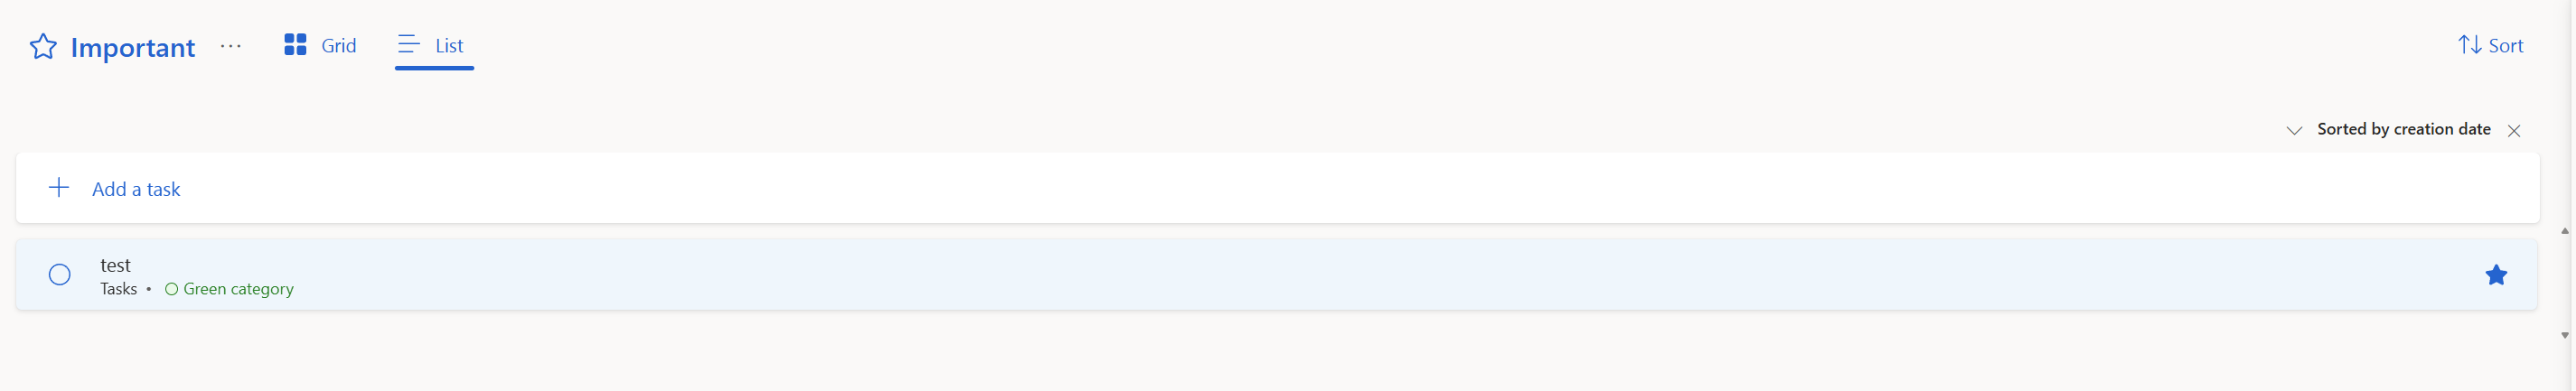 Important ··· Grid List Sort
Sorted by creation date
Add a task
test
Tasks • Green category